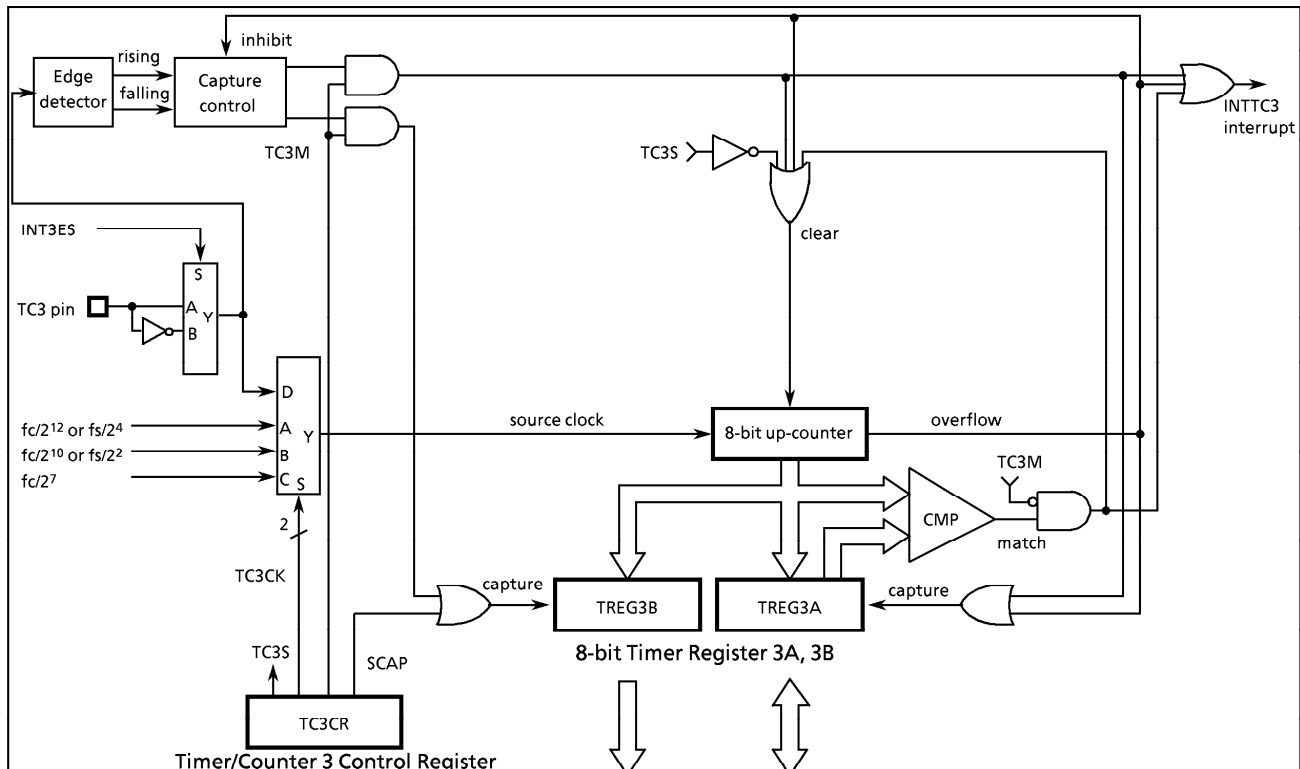 inhibit
rising
Edge
detector
falling
Capture
control
TC3M
INTTC3
interrupt
TC3S
clear
INT3ES
S
TC3 pin
A
Y
B
D
fc/2¹² or fs/2⁴
A
Y
fc/2¹⁰ or fs/2²
B
fc/2⁷
C
S
source clock
8-bit up-counter
overflow
TC3M
CMP
match
2
TC3CK
capture
TREG3B
TREG3A
capture
8-bit Timer Register 3A, 3B
TC3S
SCAP
TC3CR
Timer/Counter 3 Control Register